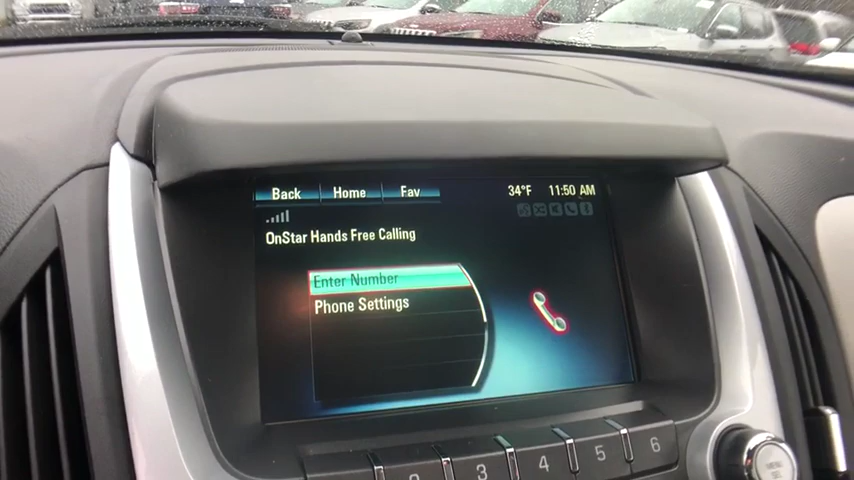 Back Home Fav 34°F 11:50 AM
OnStar Hands Free Calling
Enter Number
Phone Settings
3 4 5 6
MENU